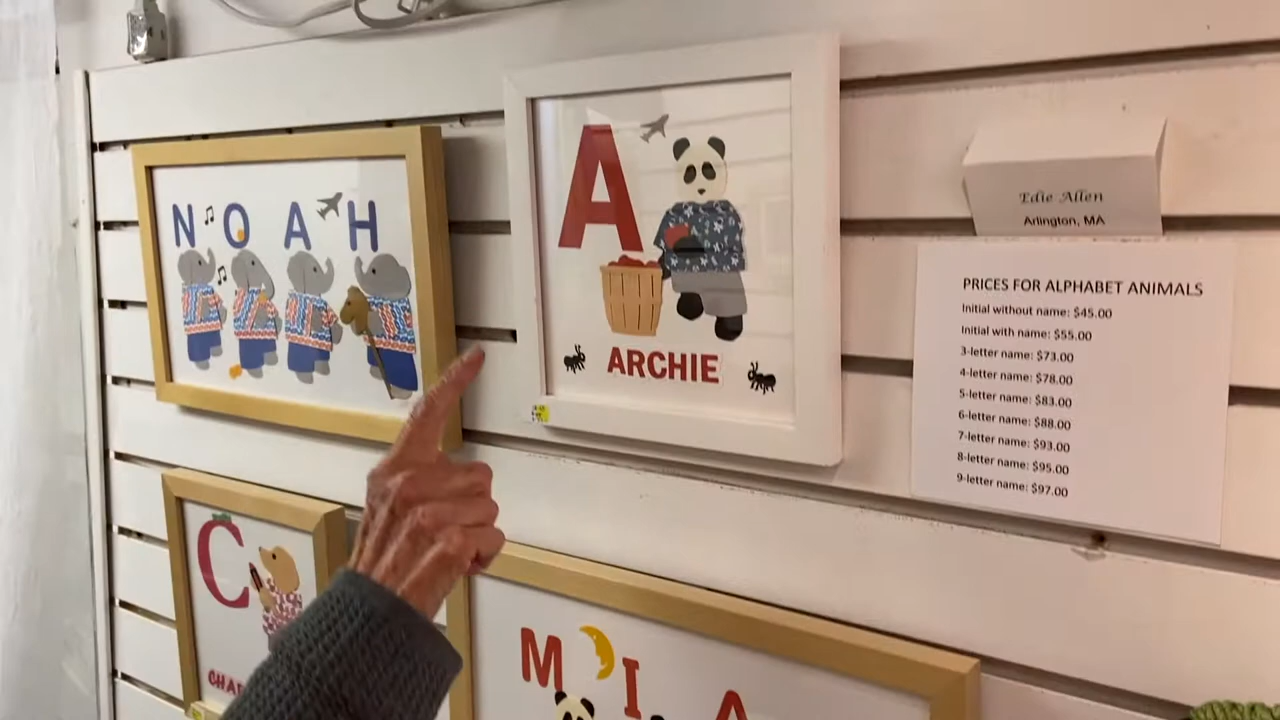 NOAH
A
ARCHIE
Edie Allen
Arlington, MA
PRICES FOR ALPHABET ANIMALS
Initial without name: $45.00
Initial with name: $55.00
3-letter name: $73.00
4-letter name: $78.00
5-letter name: $83.00
6-letter name: $88.00
7-letter name: $93.00
8-letter name: $95.00
9-letter name: $97.00
C
M I A